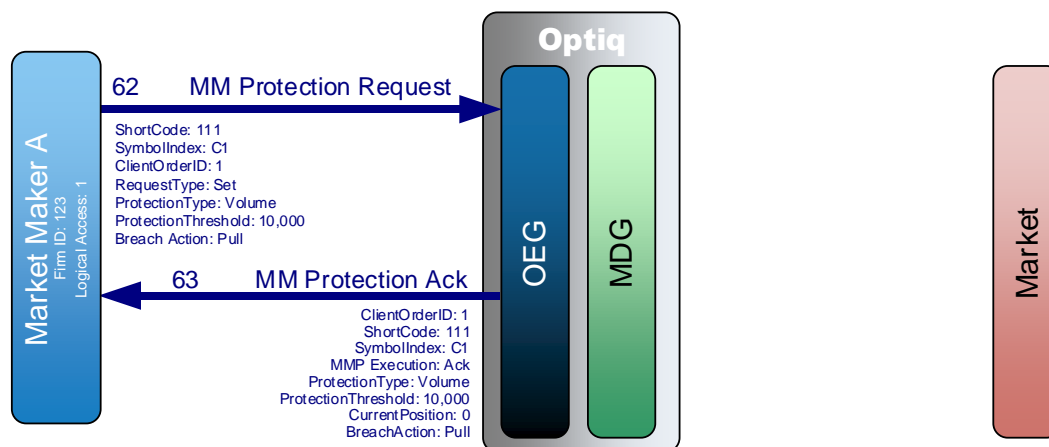 Optiq
Market Maker A
Firm ID: 123
Logical Access: 1
62 MM Protection Request
ShortCode: 111
SymbolIndex: C1
ClientOrderID: 1
RequestType: Set
ProtectionType: Volume
ProtectionThreshold: 10,000
Breach Action: Pull
63 MM Protection Ack
ClientOrderID: 1
ShortCode: 111
SymbolIndex: C1
MMP Execution: Ack
ProtectionType: Volume
ProtectionThreshold: 10,000
CurrentPosition: 0
BreachAction: Pull
OEG
MDG
Market